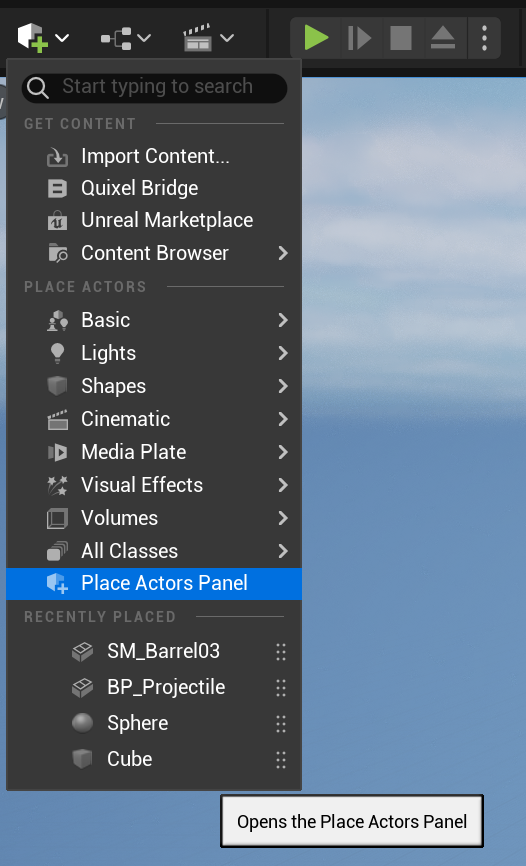 Start typing to search
GET CONTENT
Import Content...
Quixel Bridge
Unreal Marketplace
Content Browser
PLACE ACTORS
Basic
Lights
Shapes
Cinematic
Media Plate
Visual Effects
Volumes
All Classes
Place Actors Panel
RECENTLY PLACED
SM_Barrel03
BP_Projectile
Sphere
Cube
Opens the Place Actors Panel